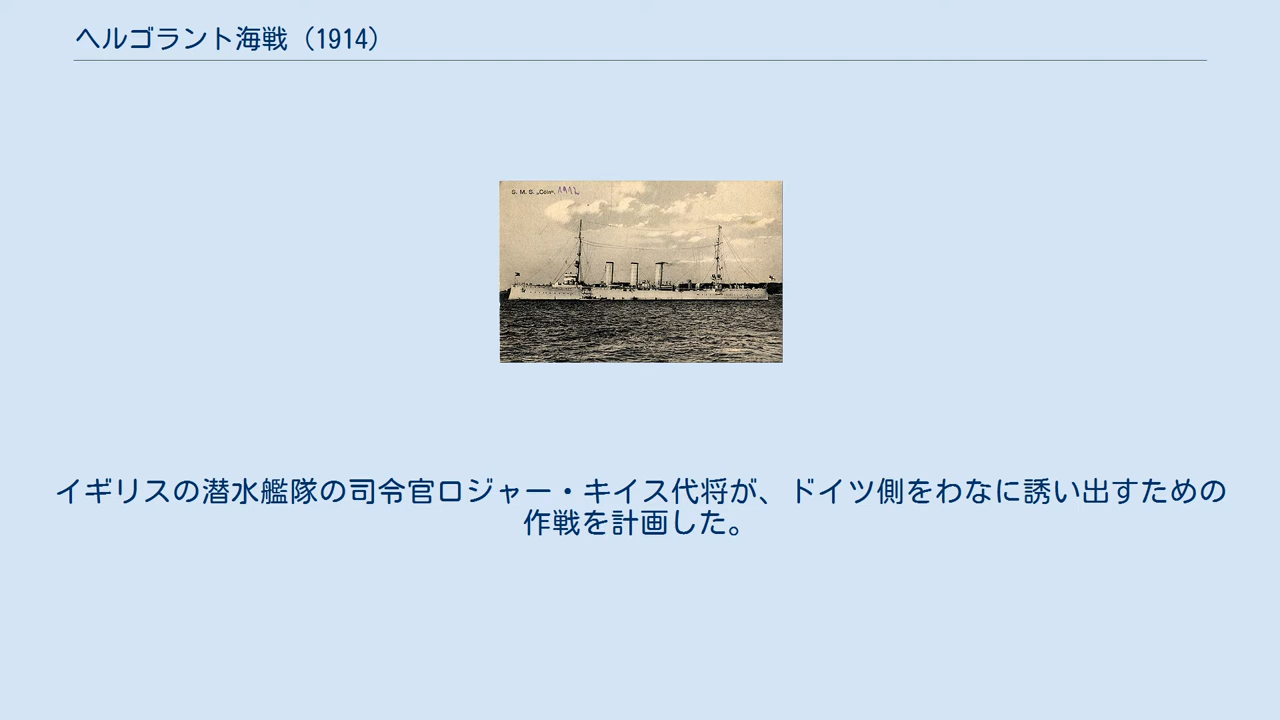 ヘルゴラント海戦（1914）
S. M. S. „Cöln“. 1912
イギリスの潜水艦隊の司令官ロジャー・キイス代将が、ドイツ側をわなに誘い出すための
作戦を計画した。